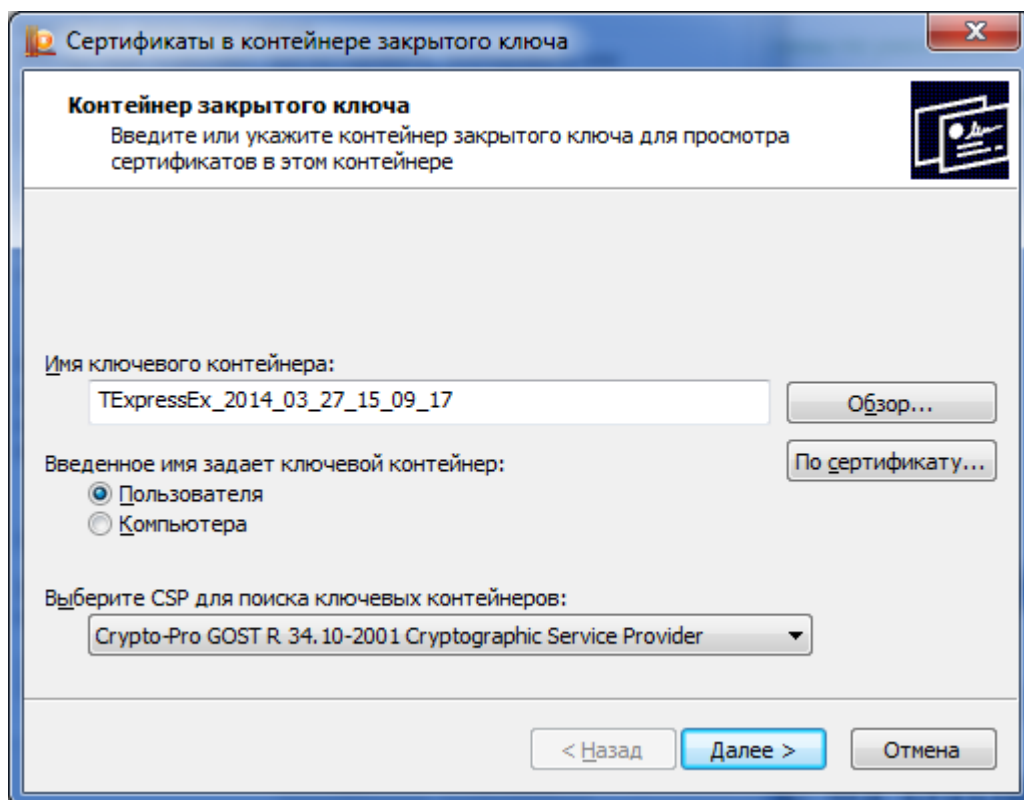 Сертификаты в контейнере закрытого ключа
Контейнер закрытого ключа
Введите или укажите контейнер закрытого ключа для просмотра
сертификатов в этом контейнере
Имя ключевого контейнера:
TExpressEx_2014_03_27_15_09_17
Обзор...
Введенное имя задает ключевой контейнер:
По сертификату...
Пользователя
Компьютера
Выберите CSP для поиска ключевых контейнеров:
Crypto-Pro GOST R 34.10-2001 Cryptographic Service Provider
< Назад
Далее >
Отмена